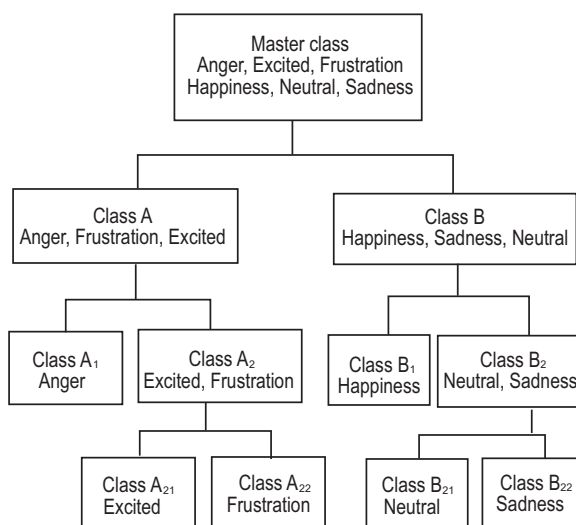 Master class
Anger, Excited, Frustration
Happiness, Neutral, Sadness
Class A
Anger, Frustration, Excited
Class B
Happiness, Sadness, Neutral
Class A₁
Anger
Class A₂
Excited, Frustration
Class B₁
Happiness
Class B₂
Neutral, Sadness
Class A₂₁
Excited
Class A₂₂
Frustration
Class B₂₁
Neutral
Class B₂₂
Sadness